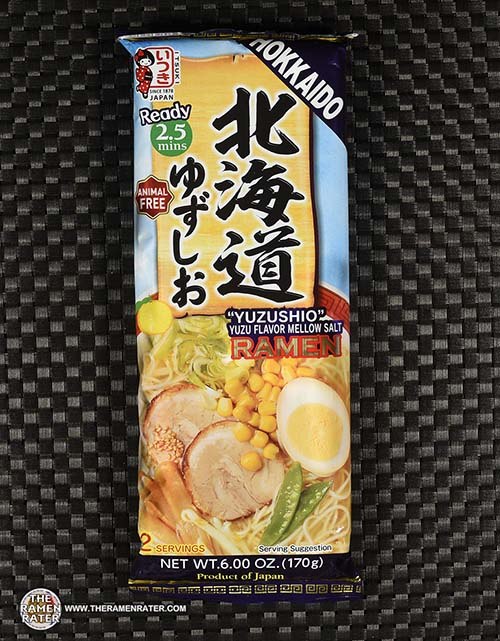 いつき
ITSUKI
SINCE 1878
JAPAN
HOKKAIDO
Ready
2.5
mins
北海道
ANIMAL
FREE
ゆずしお
"YUZUSHIO"
YUZU FLAVOR MELLOW SALT
RAMEN
2 SERVINGS
Serving Suggestion
NET WT.6.00 OZ.(170g)
Product of Japan
THE
RAMEN
RATER
WWW.THERAMENRATER.COM